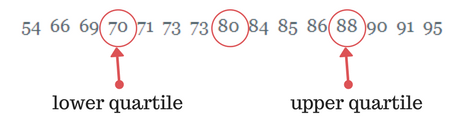 54 66 69 70 71 73 73 80 84 85 86 88 90 91 95
lower quartile upper quartile